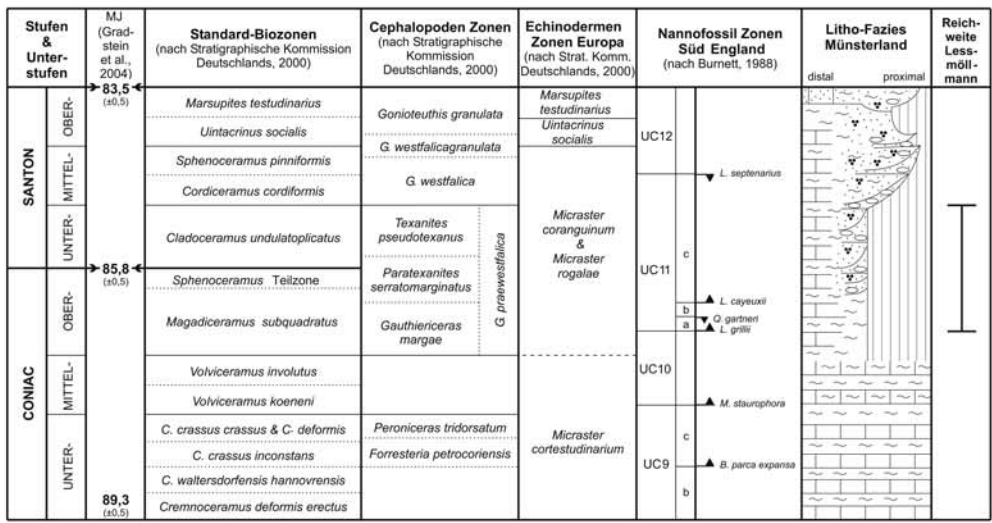 Stufen
&
Unter-
stufen
MJ
(Grad-
stein
et al.,
2004)
Standard-Biozonen
(nach Stratigraphische Kommission
Deutschlands, 2000)
Cephalopoden Zonen
(nach Stratigraphische
Kommission
Deutschlands, 2000)
Echinodermen
Zonen Europa
(nach Strat. Komm.
Deutschlands, 2000)
Nannofossil Zonen
Süd England
(nach Burnett, 1988)
Litho-Fazies
Münsterland
distal proximal
Reich-
weite
Less-
möll-
mann
SANTON
OBER-
MITTEL-
UNTER-
CONIAC
OBER-
MITTEL-
UNTER-
83,5
(±0,5)
85,8
(±0,5)
89,3
(±0,5)
Marsupites testudinarius
Uintacrinus socialis
Sphenoceramus pinniformis
Cordiceramus cordiformis
Cladoceramus undulatoplicatus
Sphenoceramus Teilzone
Magadiceramus subquadratus
Volviceramus involutus
Volviceramus koeneni
C. crassus crassus & C- deformis
C. crassus inconstans
C. waltersdorfensis hannovrensis
Cremnoceramus deformis erectus
Gonioteuthis granulata
G. westfalicagranulata
G. westfalica
Texanites
pseudotexanus
Paratexanites
serratomarginatus
Gauthiericeras
margae
G. praewestfalica
Peroniceras tridorsatum
Forresteria petrocoriensis
Marsupites
testudinarius
Uintacrinus
socialis
Micraster
coranguinum
&
Micraster
rogalae
Micraster
cortestudinarium
UC12
UC11
UC10
UC9
c
b
a
c
b
L. septenarius
L. cayeuxii
Q. gartneri
L. grillii
M. staurophora
B. parca expansa